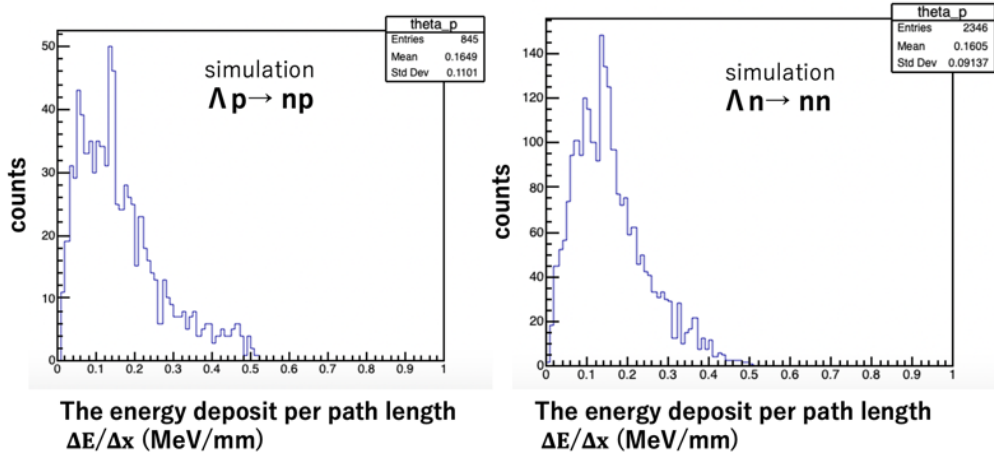 theta_p
Entries 845
Mean 0.1649
Std Dev 0.1101
simulation
Λ p→ np
counts
50
40
30
20
10
0
0 0.1 0.2 0.3 0.4 0.5 0.6 0.7 0.8 0.9 1
The energy deposit per path length
ΔE/Δx (MeV/mm)
theta_p
Entries 2346
Mean 0.1605
Std Dev 0.09137
simulation
Λ n→ nn
counts
140
120
100
80
60
40
20
0
0 0.1 0.2 0.3 0.4 0.5 0.6 0.7 0.8 0.9 1
The energy deposit per path length
ΔE/Δx (MeV/mm)